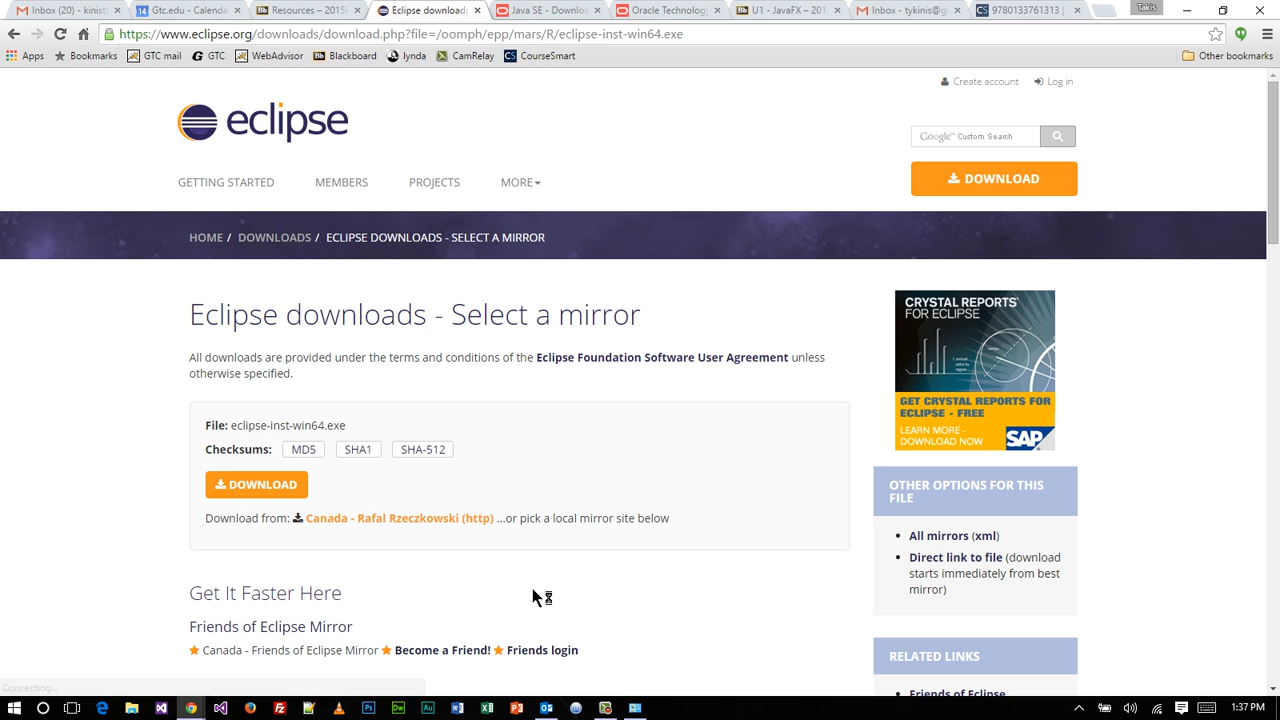 Inbox (20) - kinist
Gtc.edu - Calenda
Resources – 2015F
Eclipse downloads
Java SE - Downloa
Oracle Technology
U1 - JavaFX – 201
Inbox - tykinis@g
9780133761313 |
Takis
https://www.eclipse.org/downloads/download.php?file=/oomph/epp/mars/R/eclipse-inst-win64.exe
Apps Bookmarks GTC mail GTC WebAdvisor Blackboard lynda CamRelay CourseSmart Other bookmarks
Create account Log in
eclipse
Google™ Custom Search
DOWNLOAD
GETTING STARTED MEMBERS PROJECTS MORE
HOME / DOWNLOADS / ECLIPSE DOWNLOADS - SELECT A MIRROR
Eclipse downloads - Select a mirror
All downloads are provided under the terms and conditions of the Eclipse Foundation Software User Agreement unless
otherwise specified.
File: eclipse-inst-win64.exe
Checksums: MD5 SHA1 SHA-512
DOWNLOAD
Download from: Canada - Rafal Rzeczkowski (http) ...or pick a local mirror site below
Get It Faster Here
Friends of Eclipse Mirror
Canada - Friends of Eclipse Mirror Become a Friend! Friends login
CRYSTAL REPORTS®
FOR ECLIPSE
GET CRYSTAL REPORTS FOR
ECLIPSE - FREE
LEARN MORE -
DOWNLOAD NOW
SAP
OTHER OPTIONS FOR THIS
FILE
All mirrors (xml)
Direct link to file (download
starts immediately from best
mirror)
RELATED LINKS
Friends of Eclipse
Connecting...
1:37 PM